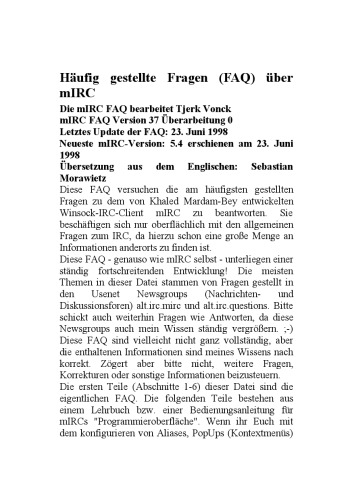 Häufig gestellte Fragen (FAQ) über
mIRC
Die mIRC FAQ bearbeitet Tjerk Vonck
mIRC FAQ Version 37 Überarbeitung 0
Letztes Update der FAQ: 23. Juni 1998
Neueste mIRC-Version: 5.4 erschienen am 23. Juni
1998
Übersetzung aus dem Englischen: Sebastian
Morawietz
Diese FAQ versuchen die am häufigsten gestellten
Fragen zu dem von Khaled Mardam-Bey entwickelten
Winsock-IRC-Client mIRC zu beantworten. Sie
beschäftigen sich nur oberflächlich mit den allgemeinen
Fragen zum IRC, da hierzu schon eine große Menge an
Informationen anderorts zu finden ist.
Diese FAQ - genauso wie mIRC selbst - unterliegen einer
ständig fortschreitenden Entwicklung! Die meisten
Themen in dieser Datei stammen von Fragen gestellt in
den Usenet Newsgroups (Nachrichten- und
Diskussionsforen) alt.irc.mirc und alt.irc.questions. Bitte
schickt auch weiterhin Fragen wie Antworten, da diese
Newsgroups auch mein Wissen ständig vergrößern. ;-)
Diese FAQ sind vielleicht nicht ganz vollständig, aber
die enthaltenen Informationen sind meines Wissens nach
korrekt. Zögert aber bitte nicht, weitere Fragen,
Korrekturen oder sonstige Informationen beizusteuern.
Die ersten Teile (Abschnitte 1-6) dieser Datei sind die
eigentlichen FAQ. Die folgenden Teile bestehen aus
einem Lehrbuch bzw. einer Bedienungsanleitung für
mIRCs "Programmieroberfläche". Wenn ihr Euch mit
dem konfigurieren von Aliases, PopUps (Kontextmenüs)